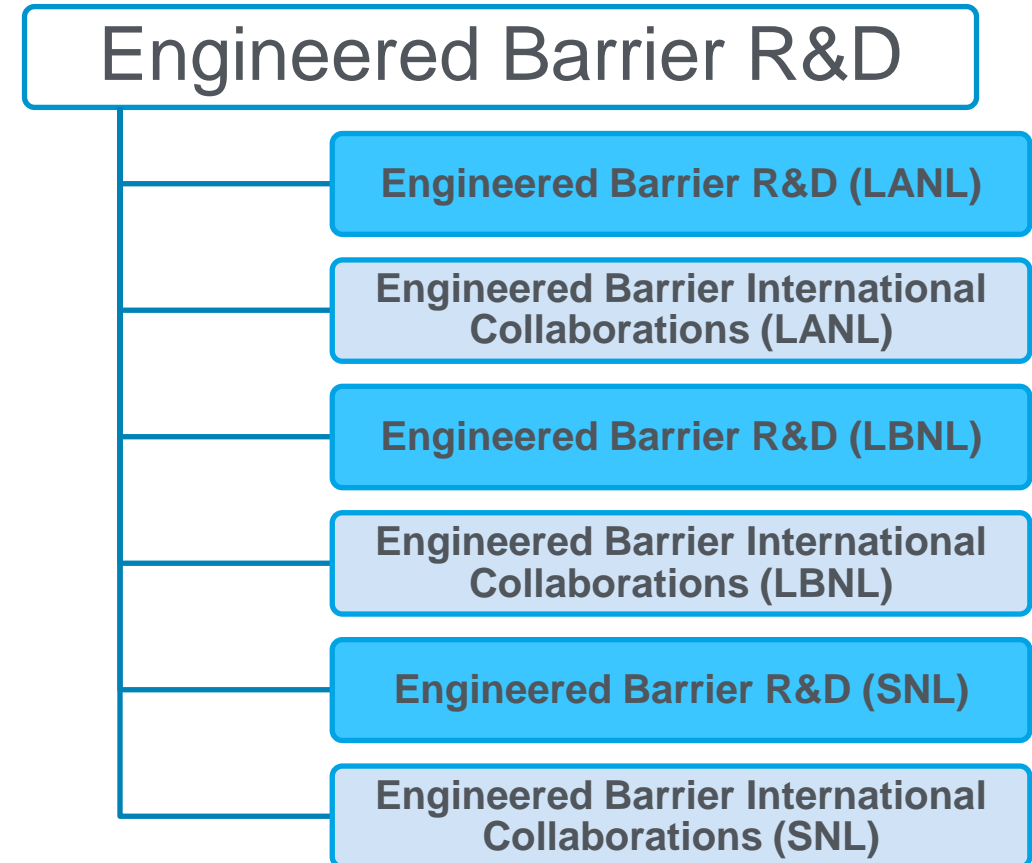 Engineered Barrier R&D
Engineered Barrier R&D (LANL)
Engineered Barrier International
Collaborations (LANL)
Engineered Barrier R&D (LBNL)
Engineered Barrier International
Collaborations (LBNL)
Engineered Barrier R&D (SNL)
Engineered Barrier International
Collaborations (SNL)